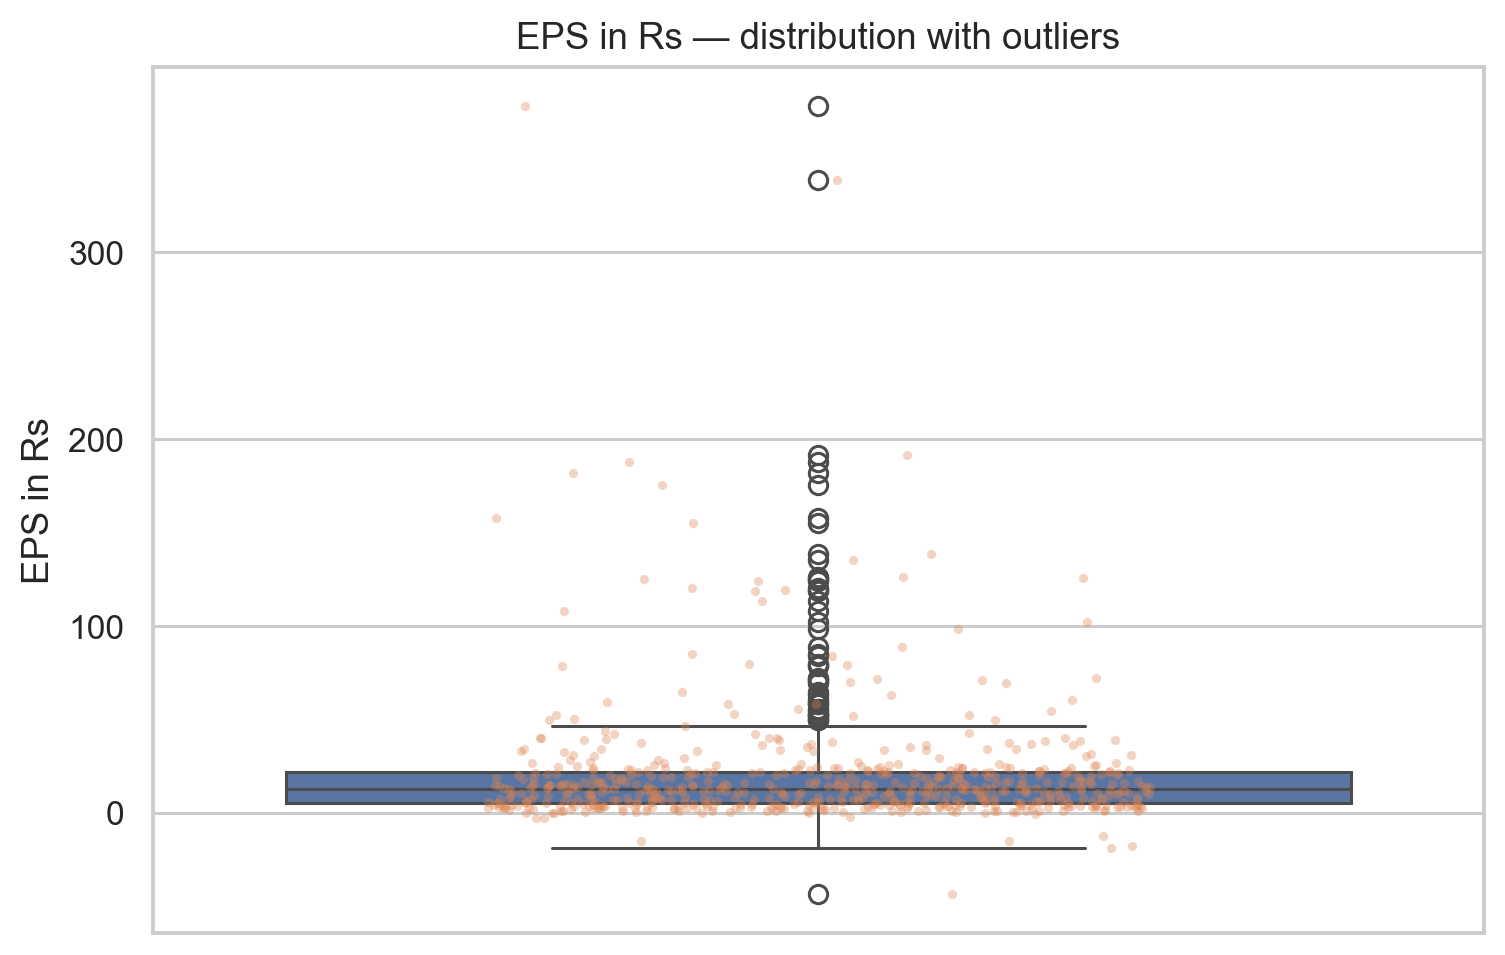 EPS in Rs — distribution with outliers
300
200
100
0
EPS in Rs